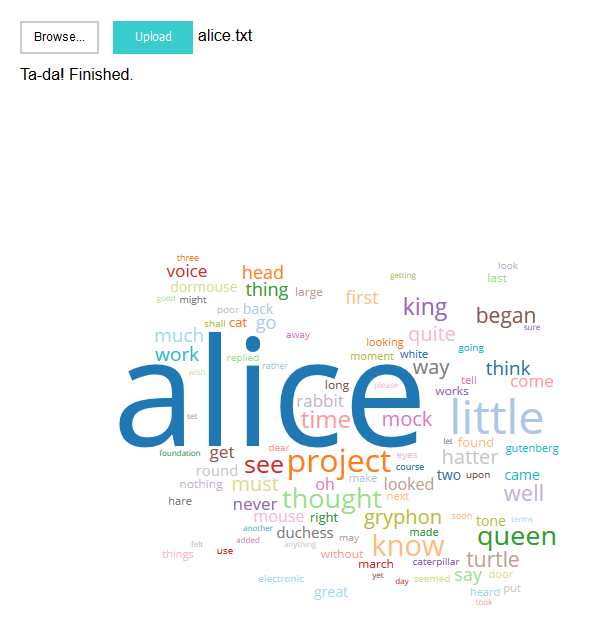 Browse... Upload alice.txt
Ta-da! Finished.
three
look
voice head
getting
last
dormouse thing large
good might
first
king
poor back
began
shall cat go
sure
much
away
quite
looking
going
work
replied
moment white
rather
way
think
wish
alice
long
please
tell
come
works
rabbit
set
time
mock
little
let found
foundation get
dear
gutenberg
see project
eyes
hatter
round
course
two upon came
nothing must
oh make looked
well
hare never
thought
next
mouse right
gryphon
soon tone terms
another
duchess
made
queen
added
may
know
felt
anything
things use
without
turtle
march
caterpillar
yet
say door
electronic
day seemed
great
heard put
took